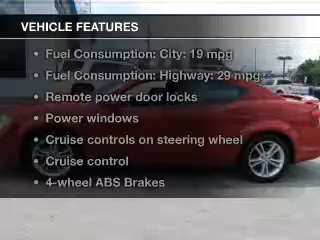 VEHICLE FEATURES
• Fuel Consumption: City: 19 mpg
• Fuel Consumption: Highway: 29 mpg
• Remote power door locks
• Power windows
• Cruise controls on steering wheel
• Cruise control
• 4-wheel ABS Brakes